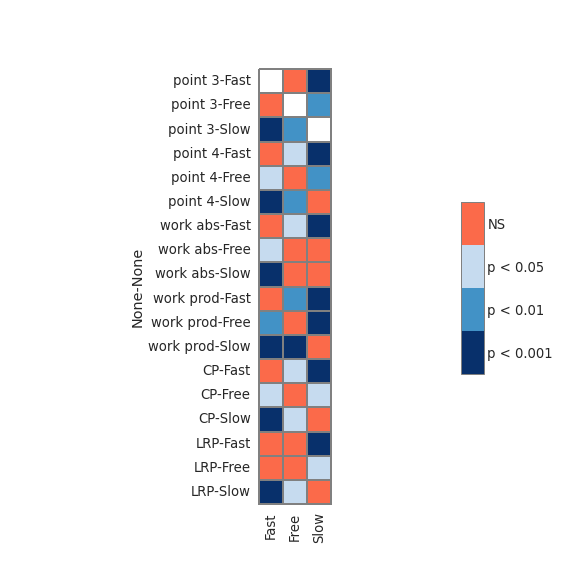 point 3-Fast
point 3-Free
point 3-Slow
point 4-Fast
point 4-Free
point 4-Slow
work abs-Fast
work abs-Free
work abs-Slow
work prod-Fast
work prod-Free
work prod-Slow
CP-Fast
CP-Free
CP-Slow
LRP-Fast
LRP-Free
LRP-Slow
None-None
Fast
Free
Slow
NS
p < 0.05
p < 0.01
p < 0.001